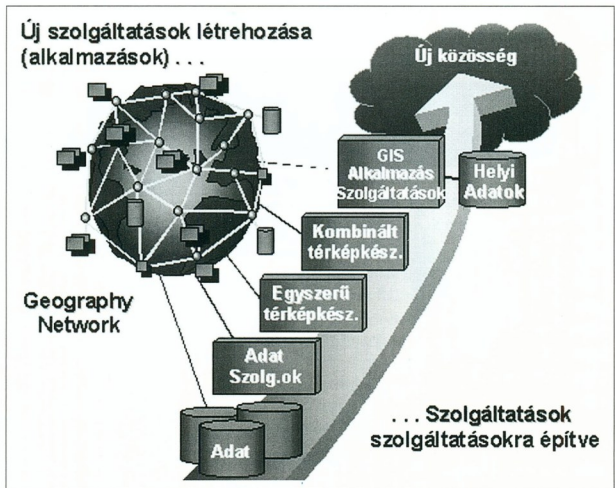 Új szolgáltatások létrehozása
(alkalmazások) . . .
Új közösség
GIS
Alkalmazás
Szolgáltatások
Helyi
Adatok
Kombinált
térképkész.
Egyszerű
térképkész.
Geography
Network
Adat
Szolg.ok
Adat
. . . Szolgáltatások
szolgáltatásokra építve